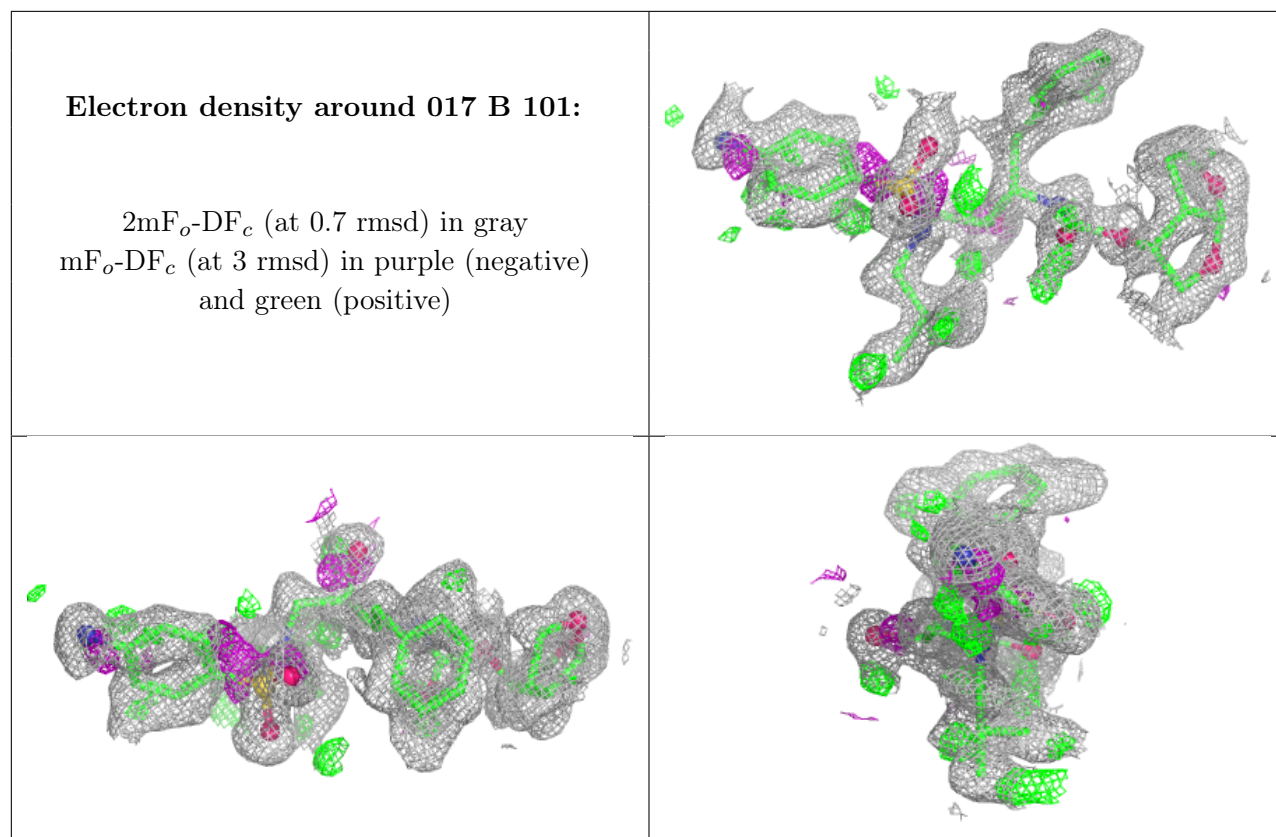 Electron density around 017 B 101:
2mFₒ-DF𝒸 (at 0.7 rmsd) in gray
mFₒ-DF𝒸 (at 3 rmsd) in purple (negative)
and green (positive)